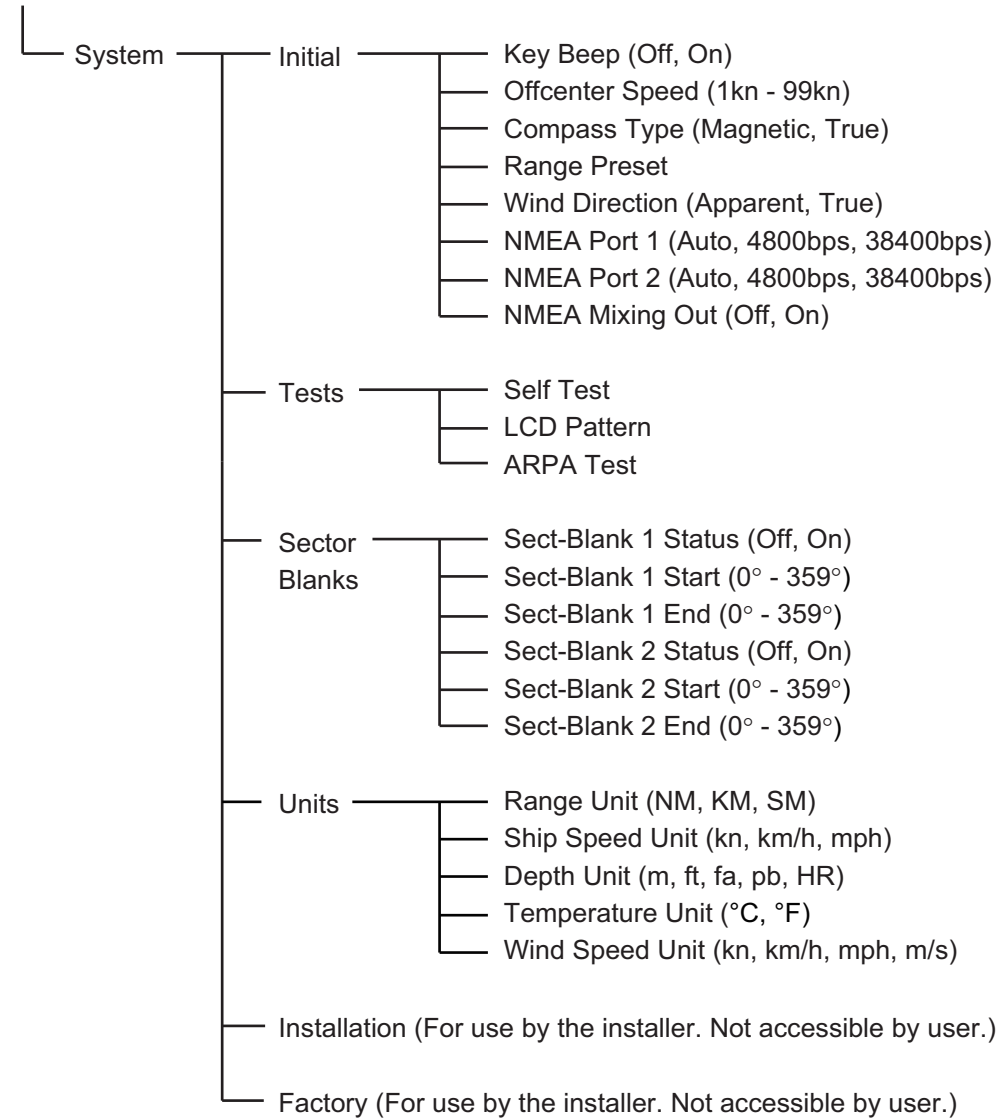 System
Initial
Key Beep (Off, On)
Offcenter Speed (1kn - 99kn)
Compass Type (Magnetic, True)
Range Preset
Wind Direction (Apparent, True)
NMEA Port 1 (Auto, 4800bps, 38400bps)
NMEA Port 2 (Auto, 4800bps, 38400bps)
NMEA Mixing Out (Off, On)
Tests
Self Test
LCD Pattern
ARPA Test
Sector
Blanks
Sect-Blank 1 Status (Off, On)
Sect-Blank 1 Start (0° - 359°)
Sect-Blank 1 End (0° - 359°)
Sect-Blank 2 Status (Off, On)
Sect-Blank 2 Start (0° - 359°)
Sect-Blank 2 End (0° - 359°)
Units
Range Unit (NM, KM, SM)
Ship Speed Unit (kn, km/h, mph)
Depth Unit (m, ft, fa, pb, HR)
Temperature Unit (°C, °F)
Wind Speed Unit (kn, km/h, mph, m/s)
Installation (For use by the installer. Not accessible by user.)
Factory (For use by the installer. Not accessible by user.)